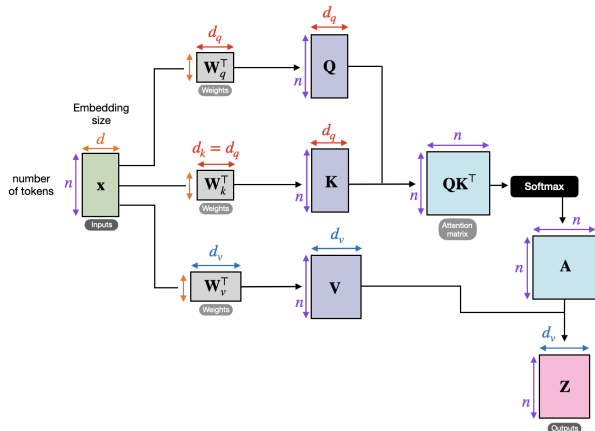 d_q
W_q^⊤
Weights
d_q
n
Q
Embedding
size
d
number
of tokens
n
x
Inputs
d_k = d_q
W_k^⊤
Weights
d_q
n
K
n
n
QK^⊤
Attention
matrix
Softmax
d_v
W_v^⊤
Weights
d_v
n
V
n
n
A
d_v
n
Z
Outputs